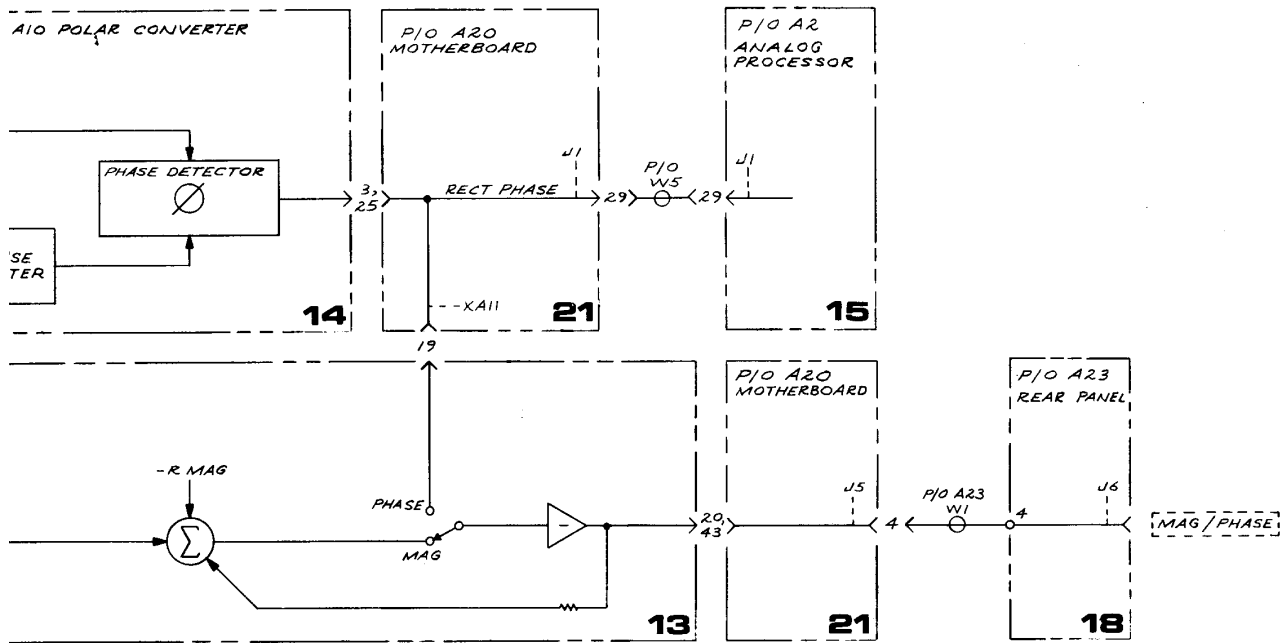 A10 POLAR CONVERTER
P/O A20
MOTHERBOARD
P/O A2
ANALOG
PROCESSOR
PHASE DETECTOR
Ø
SE
TER
3,
25
RECT PHASE
J1
29
P/O
W5
29
J1
14
21
15
XA11
19
P/O A20
MOTHERBOARD
P/O A23
REAR PANEL
-R MAG
PHASE
MAG
Σ
-
20,
43
J5
4
P/O A23
W1
4
J6
MAG/PHASE
13
21
18